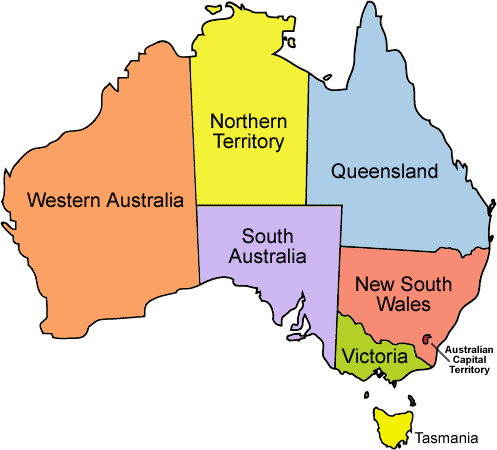 Northern
Territory
Queensland
Western Australia
South
Australia
New South
Wales
Victoria
Australian
Capital
Territory
Tasmania